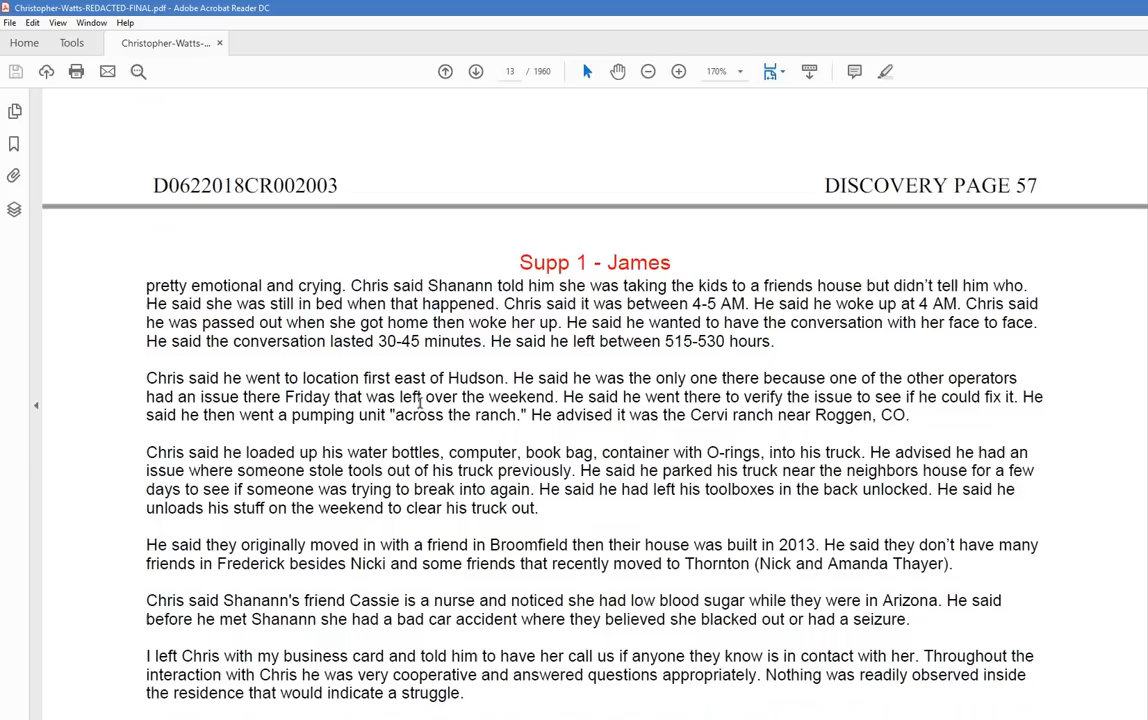 Christopher-Watts-REDACTED-FINAL.pdf - Adobe Acrobat Reader DC
File Edit View Window Help
Home Tools Christopher-Watts-... ×
13 / 1960 170%
D0622018CR002003 DISCOVERY PAGE 57
Supp 1 - James
pretty emotional and crying. Chris said Shanann told him she was taking the kids to a friends house but didn't tell him who.
He said she was still in bed when that happened. Chris said it was between 4-5 AM. He said he woke up at 4 AM. Chris said
he was passed out when she got home then woke her up. He said he wanted to have the conversation with her face to face.
He said the conversation lasted 30-45 minutes. He said he left between 515-530 hours.
Chris said he went to location first east of Hudson. He said he was the only one there because one of the other operators
had an issue there Friday that was left over the weekend. He said he went there to verify the issue to see if he could fix it. He
said he then went a pumping unit "across the ranch." He advised it was the Cervi ranch near Roggen, CO.
Chris said he loaded up his water bottles, computer, book bag, container with O-rings, into his truck. He advised he had an
issue where someone stole tools out of his truck previously. He said he parked his truck near the neighbors house for a few
days to see if someone was trying to break into again. He said he had left his toolboxes in the back unlocked. He said he
unloads his stuff on the weekend to clear his truck out.
He said they originally moved in with a friend in Broomfield then their house was built in 2013. He said they don't have many
friends in Frederick besides Nicki and some friends that recently moved to Thornton (Nick and Amanda Thayer).
Chris said Shanann's friend Cassie is a nurse and noticed she had low blood sugar while they were in Arizona. He said
before he met Shanann she had a bad car accident where they believed she blacked out or had a seizure.
I left Chris with my business card and told him to have her call us if anyone they know is in contact with her. Throughout the
interaction with Chris he was very cooperative and answered questions appropriately. Nothing was readily observed inside
the residence that would indicate a struggle.